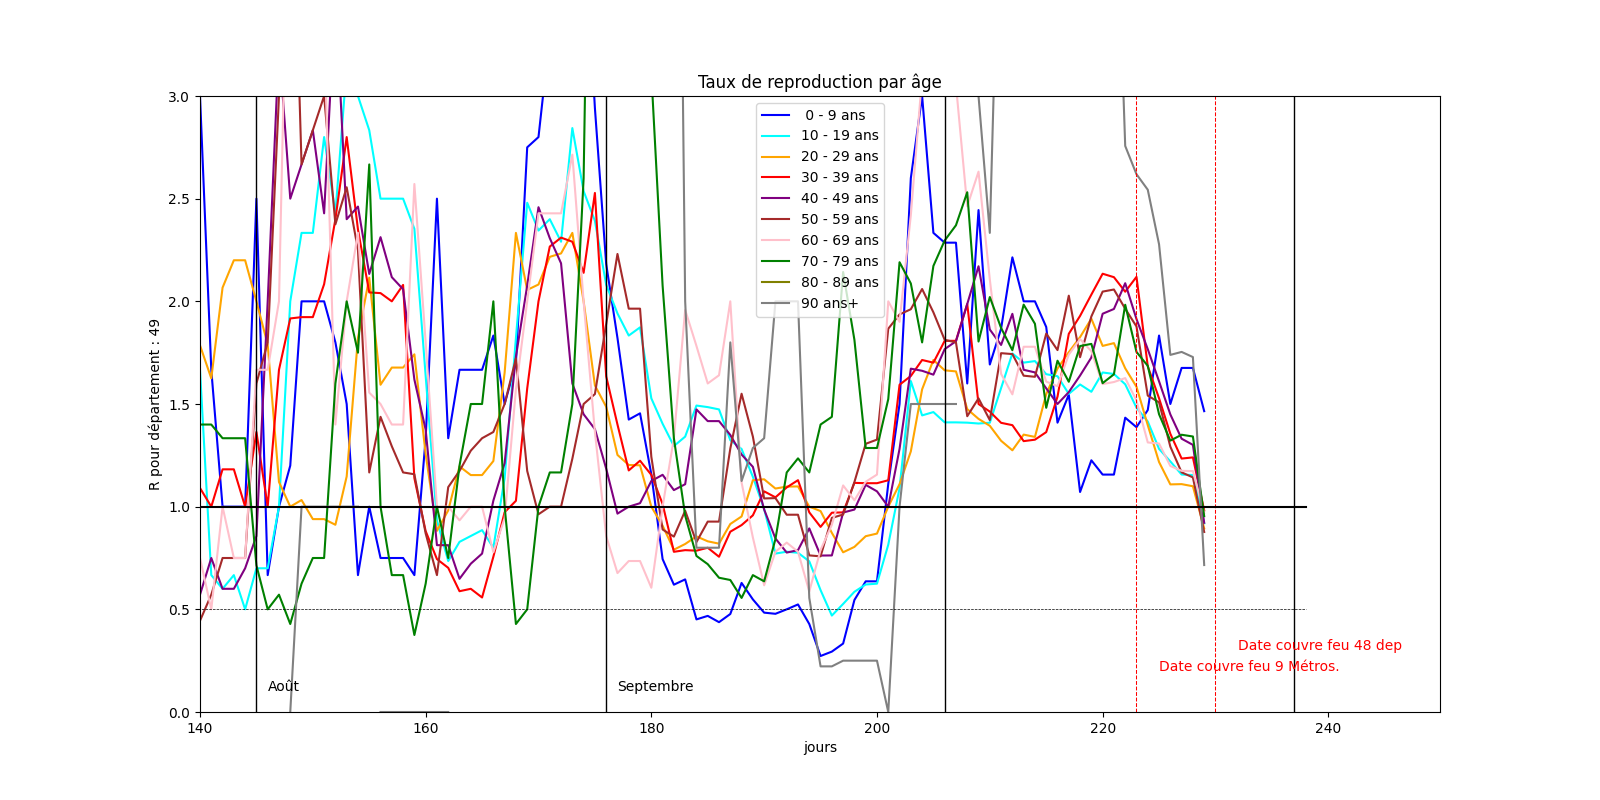 Taux de reproduction par âge
R pour département : 49
3.0
2.5
2.0
1.5
1.0
0.5
0.0
0 - 9 ans
10 - 19 ans
20 - 29 ans
30 - 39 ans
40 - 49 ans
50 - 59 ans
60 - 69 ans
70 - 79 ans
80 - 89 ans
90 ans+
Date couvre feu 48 dep
Date couvre feu 9 Métros.
Août
Septembre
140
160
180
200
220
240
jours